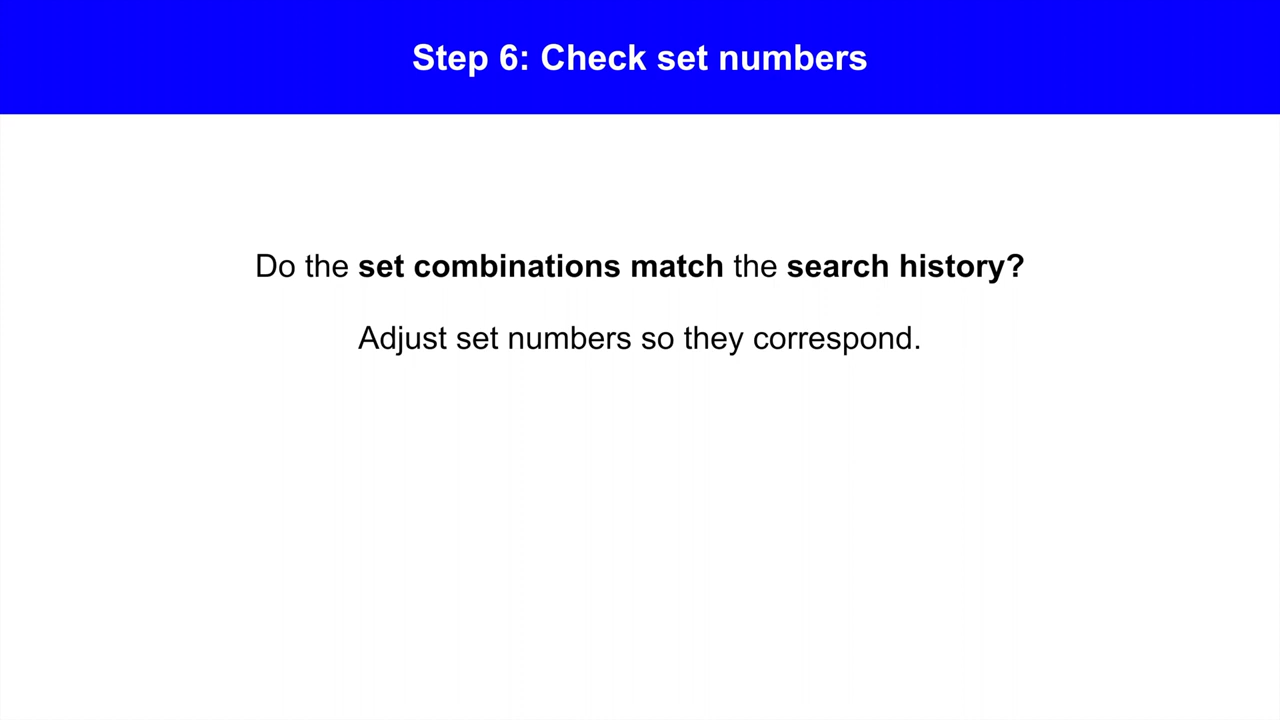 Step 6: Check set numbers
Do the set combinations match the search history?
Adjust set numbers so they correspond.